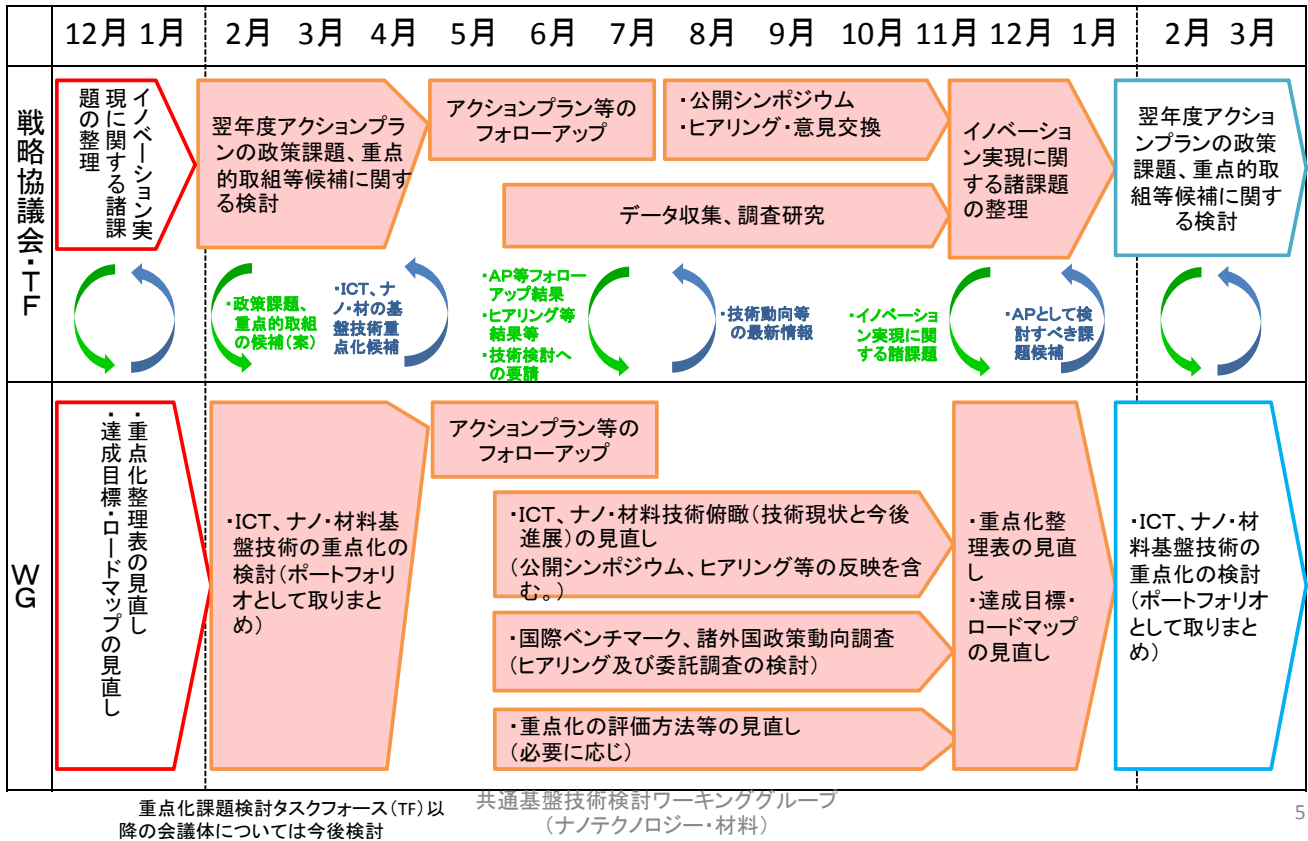 12月 1月 2月 3月 4月 5月 6月 7月 8月 9月 10月 11月 12月 1月 2月 3月
戦略協議会・TF
イノベーション実
現に関する諸課
題の整理
翌年度アクションプラ
ンの政策課題、重点
的取組等候補に関す
る検討
アクションプラン等の
フォローアップ
・公開シンポジウム
・ヒアリング・意見交換
データ収集、調査研究
イノベーショ
ン実現に関
する諸課題
の整理
翌年度アクショ
ンプランの政策
課題、重点的取
組等候補に関す
る検討
・政策課題、
重点的取組
の候補(案)
・ICT、ナ
ノ・材の基
盤技術重
点化候補
・AP等フォロー
アップ結果
・ヒアリング等
結果等
・技術検討へ
の要請
・技術動向等
の最新情報
・イノベーショ
ン実現に関
する諸課題
・APとして検
討すべき課
題候補
WG
・重点化整理表の見直し
・達成目標・ロードマップの見直し
・ICT、ナノ・材料基
盤技術の重点化の
検討(ポートフォリ
オとして取りまと
め)
アクションプラン等の
フォローアップ
・ICT、ナノ・材料技術俯瞰(技術現状と今後
進展)の見直し
(公開シンポジウム、ヒアリング等の反映を含
む。)
・国際ベンチマーク、諸外国政策動向調査
(ヒアリング及び委託調査の検討)
・重点化の評価方法等の見直し
(必要に応じ)
・重点化整
理表の見直
し
・達成目標・
ロードマップ
の見直し
・ICT、ナノ・材
料基盤技術の
重点化の検討
(ポートフォリオ
として取りまと
め)
重点化課題検討タスクフォース(TF)以
降の会議体については今後検討
共通基盤技術検討ワーキンググループ
(ナノテクノロジー・材料)
5